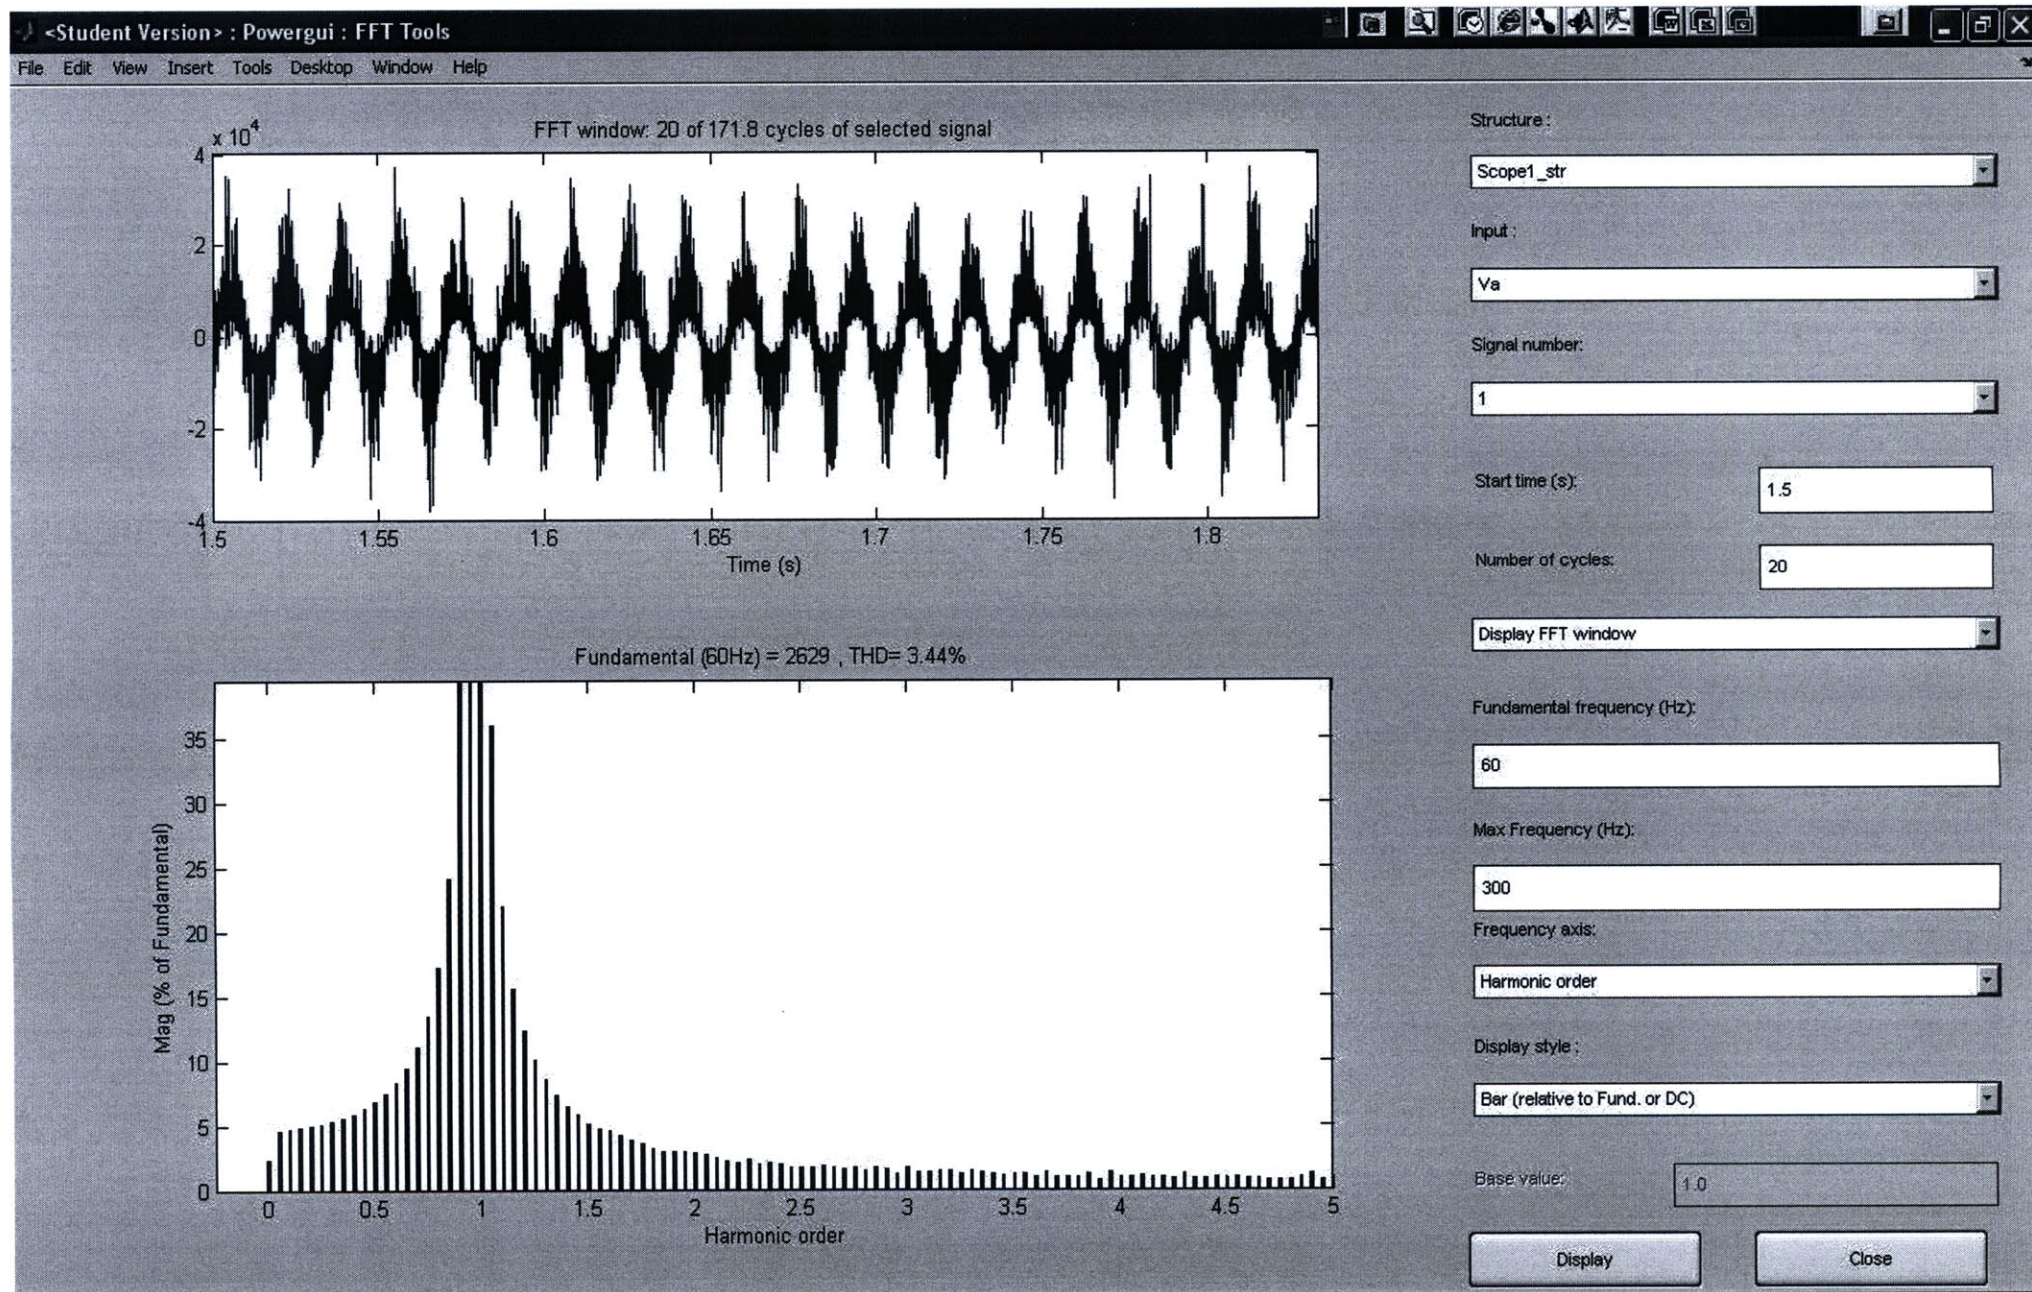 <Student Version> : Powergui : FFT Tools
File Edit View Insert Tools Desktop Window Help
FFT window: 20 of 171.8 cycles of selected signal
x 10^4
4
2
0
-2
-4
1.5 1.55 1.6 1.65 1.7 1.75 1.8
Time (s)
Fundamental (60Hz) = 2629 , THD= 3.44%
Mag (% of Fundamental)
35
30
25
20
15
10
5
0
0 0.5 1 1.5 2 2.5 3 3.5 4 4.5 5
Harmonic order
Structure :
Scope1_str
Input :
Va
Signal number:
1
Start time (s):
1.5
Number of cycles:
20
Display FFT window
Fundamental frequency (Hz):
60
Max Frequency (Hz):
300
Frequency axis:
Harmonic order
Display style :
Bar (relative to Fund. or DC)
Base value:
1.0
Display
Close